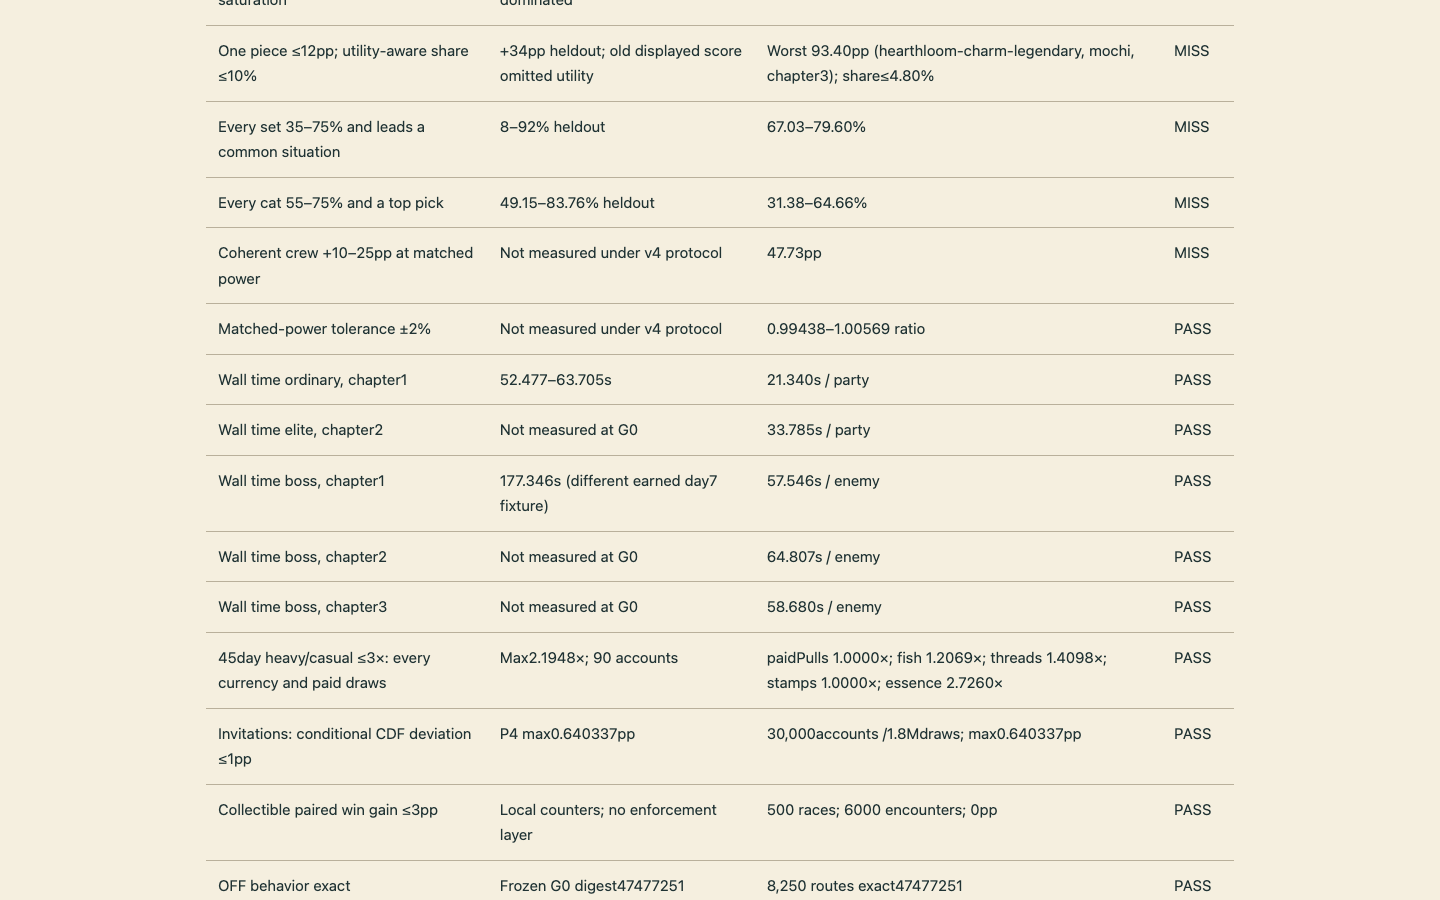 saturation
dominated
One piece ≤12pp; utility-aware share
≤10%
+34pp heldout; old displayed score
omitted utility
Worst 93.40pp (hearthloom-charm-legendary, mochi,
chapter3); share≤4.80%
MISS
Every set 35–75% and leads a
common situation
8–92% heldout
67.03–79.60%
MISS
Every cat 55–75% and a top pick
49.15–83.76% heldout
31.38–64.66%
MISS
Coherent crew +10–25pp at matched
power
Not measured under v4 protocol
47.73pp
MISS
Matched-power tolerance ±2%
Not measured under v4 protocol
0.99438–1.00569 ratio
PASS
Wall time ordinary, chapter1
52.477–63.705s
21.340s / party
PASS
Wall time elite, chapter2
Not measured at G0
33.785s / party
PASS
Wall time boss, chapter1
177.346s (different earned day7
fixture)
57.546s / enemy
PASS
Wall time boss, chapter2
Not measured at G0
64.807s / enemy
PASS
Wall time boss, chapter3
Not measured at G0
58.680s / enemy
PASS
45day heavy/casual ≤3×: every
currency and paid draws
Max2.1948×; 90 accounts
paidPulls 1.0000×; fish 1.2069×; threads 1.4098×;
stamps 1.0000×; essence 2.7260×
PASS
Invitations: conditional CDF deviation
≤1pp
P4 max0.640337pp
30,000accounts /1.8Mdraws; max0.640337pp
PASS
Collectible paired win gain ≤3pp
Local counters; no enforcement
layer
500 races; 6000 encounters; 0pp
PASS
OFF behavior exact
Frozen G0 digest47477251
8,250 routes exact47477251
PASS